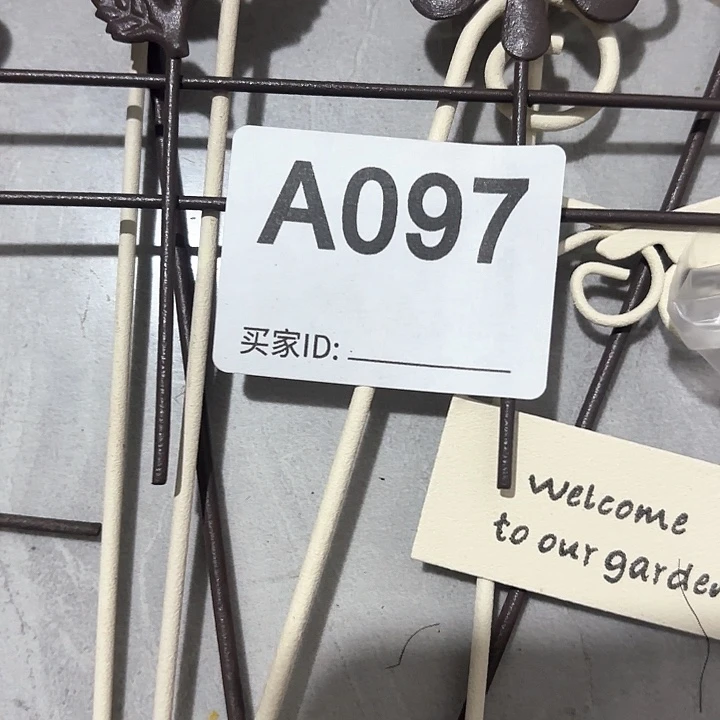 A097
买家ID:
Welcome
to our garden